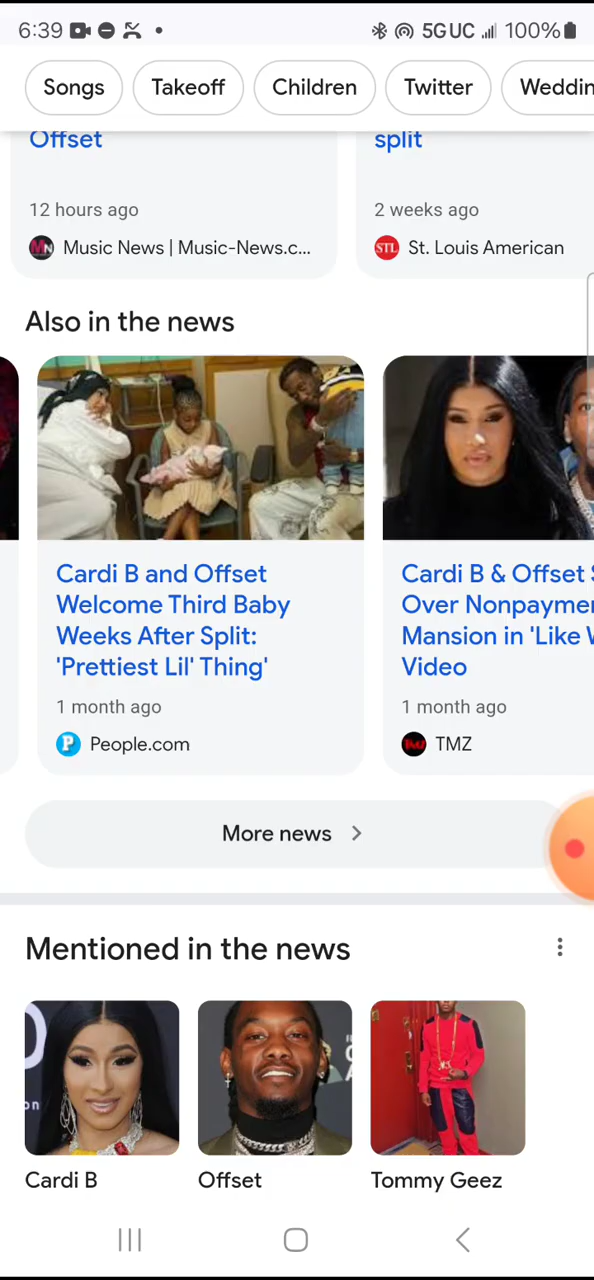 6:39 5G UC 100%
Songs Takeoff Children Twitter Weddin
Offset split
12 hours ago 2 weeks ago
Music News | Music-News.c... St. Louis American
Also in the news
Cardi B and Offset
Welcome Third Baby
Weeks After Split:
'Prettiest Lil' Thing'
1 month ago
People.com
Cardi B & Offset
Over Nonpayme
Mansion in 'Like
Video
1 month ago
TMZ
More news
Mentioned in the news
Cardi B Offset Tommy Geez